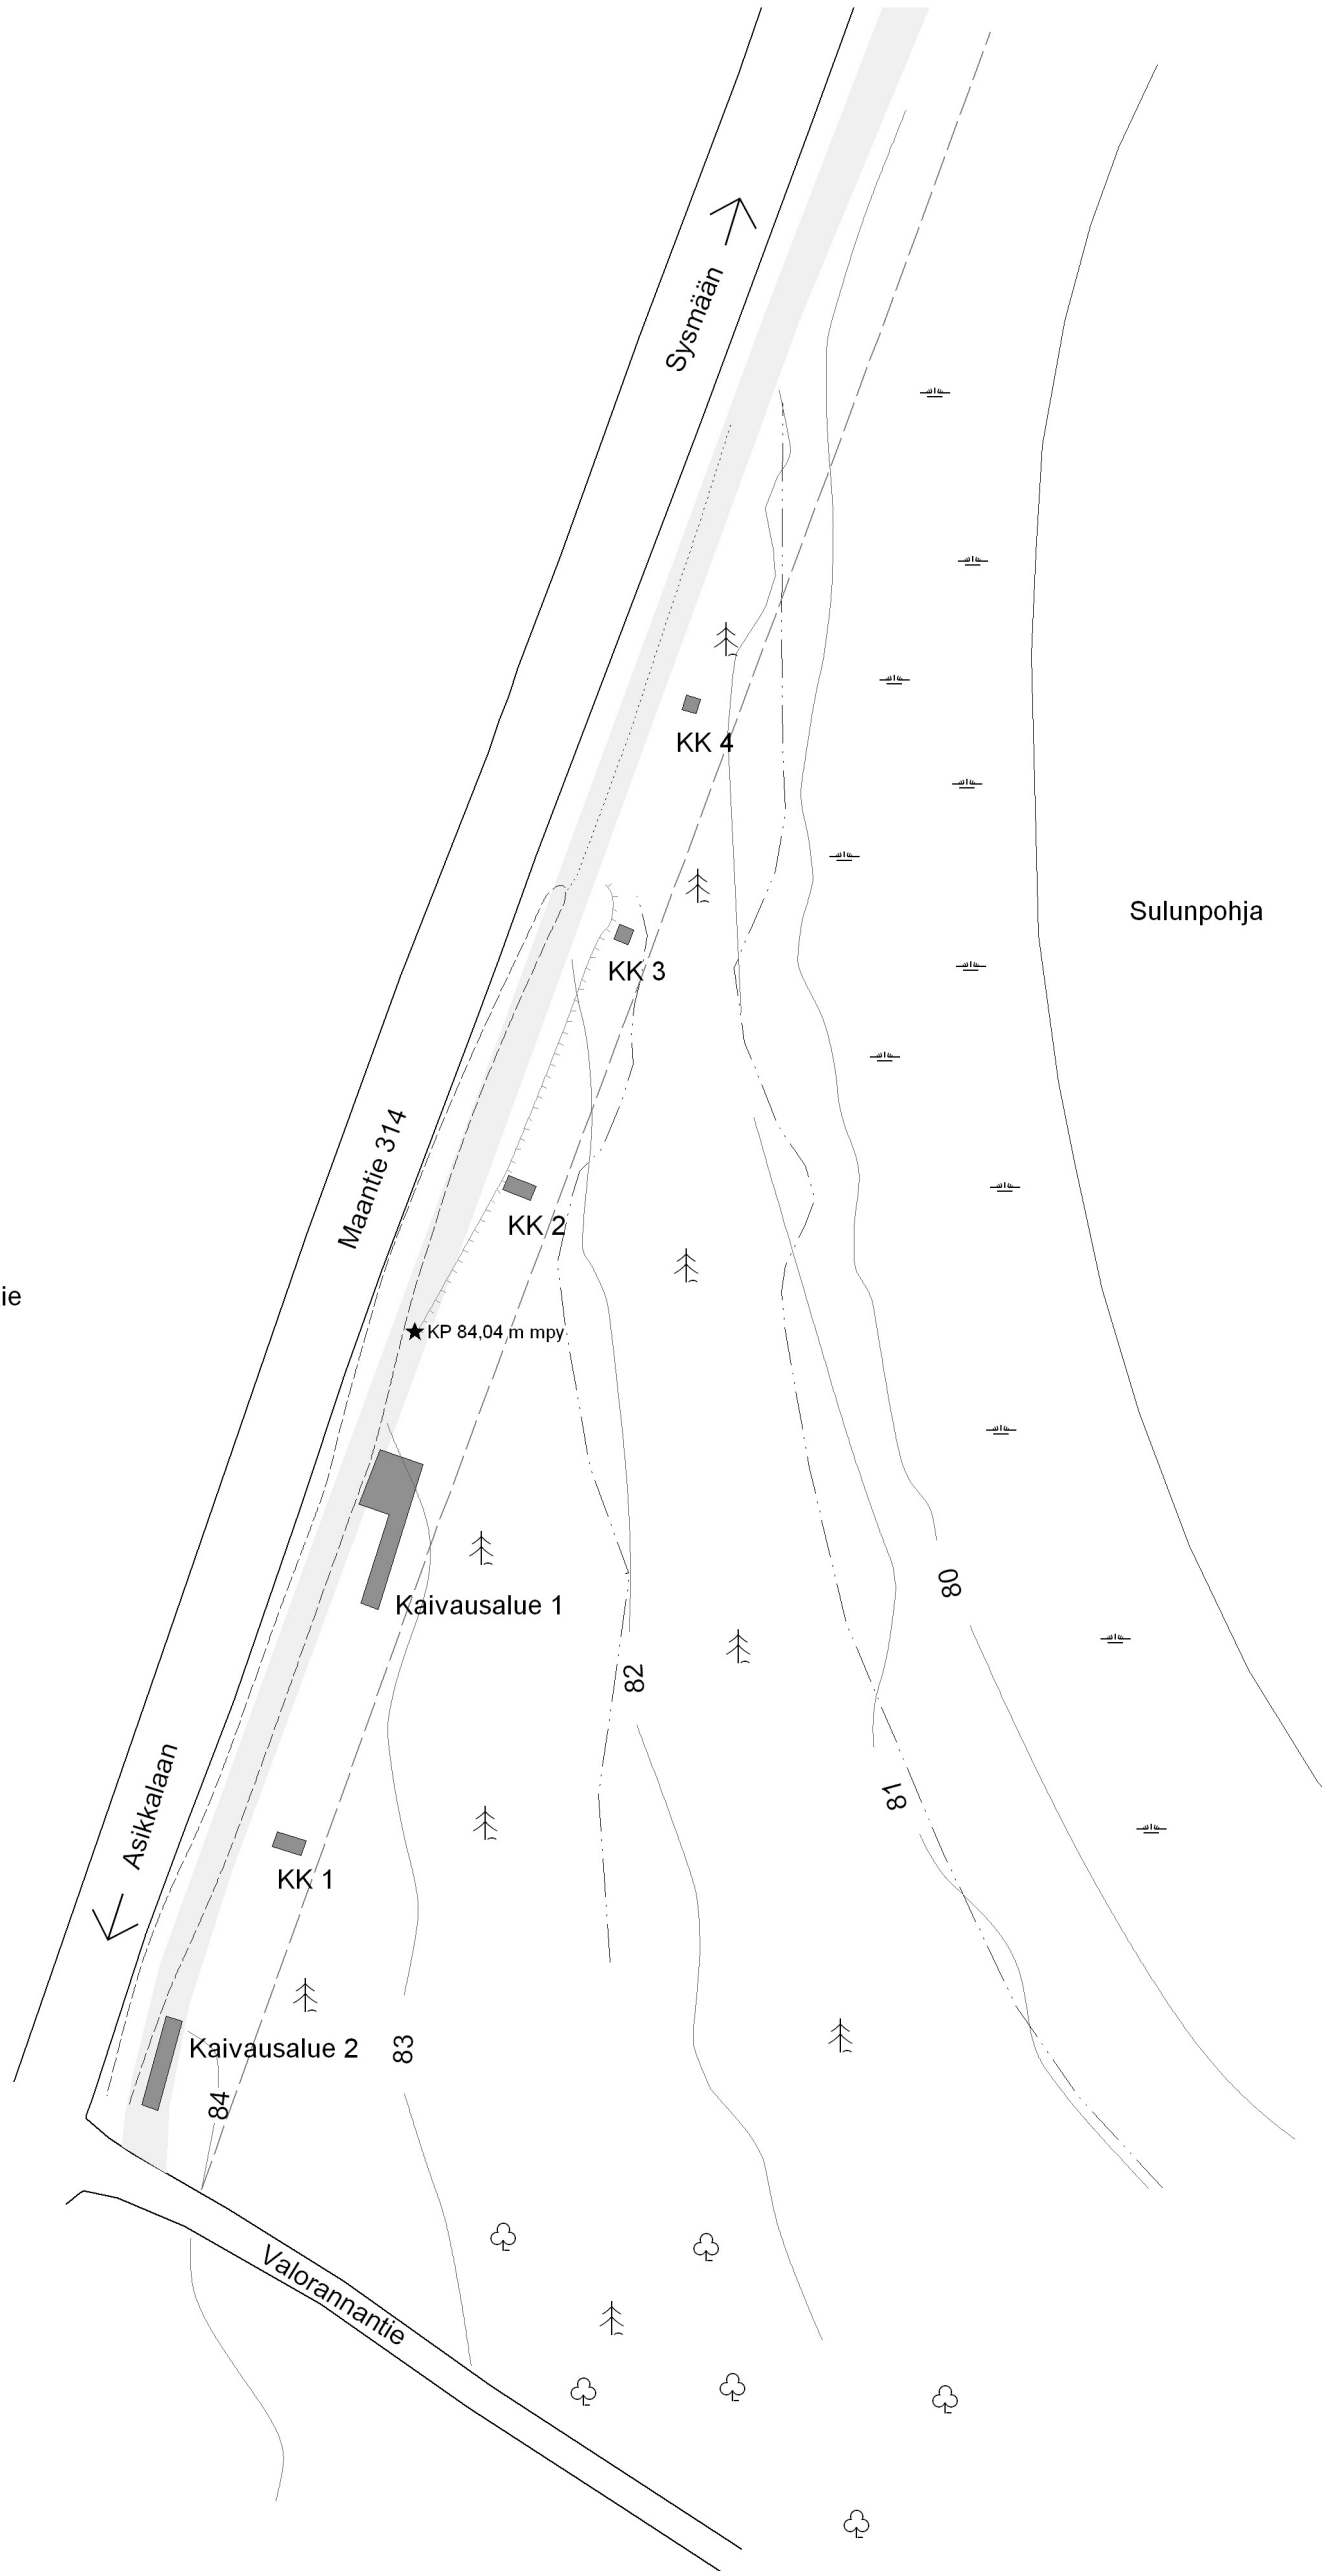 Sysmään
KK 4
Sulunpohja
KK 3
Maantie 314
KK 2
ie
KP 84,04 m mpy
80
Kaivausalue 1
82
Asikkalaan
81
KK 1
Kaivausalue 2
83
84
Valorannantie